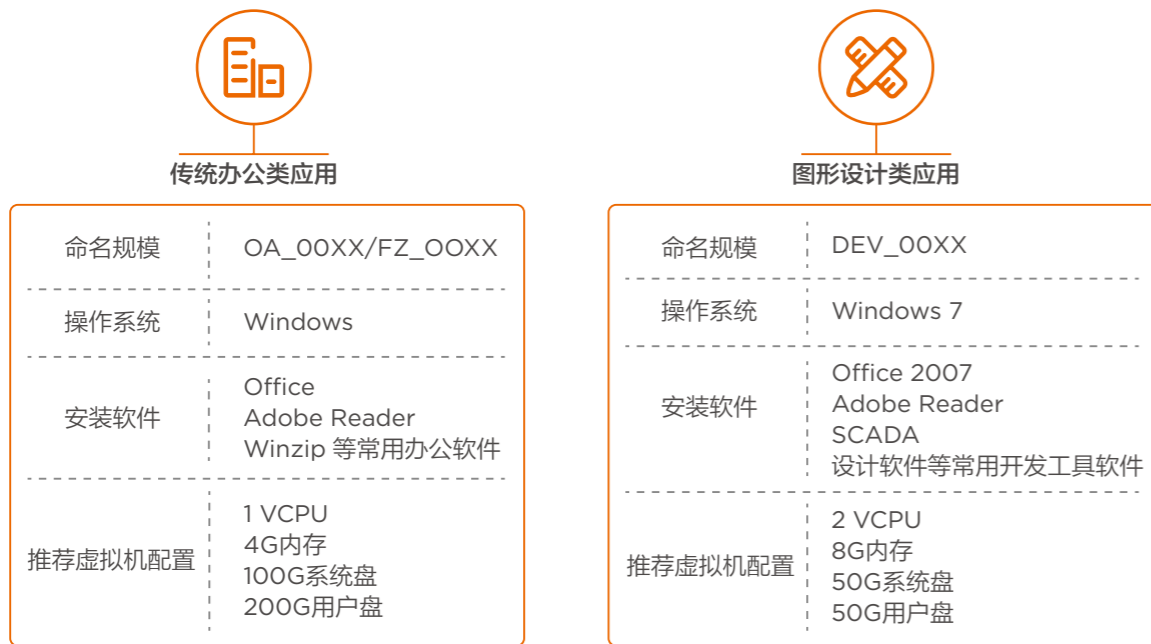 传统办公类应用
命名规模 OA_00XX/FZ_OOXX
操作系统 Windows
安装软件
Office
Adobe Reader
Winzip 等常用办公软件
推荐虚拟机配置
1 VCPU
4G内存
100G系统盘
200G用户盘
图形设计类应用
命名规模 DEV_00XX
操作系统 Windows 7
安装软件
Office 2007
Adobe Reader
SCADA
设计软件等常用开发工具软件
推荐虚拟机配置
2 VCPU
8G内存
50G系统盘
50G用户盘